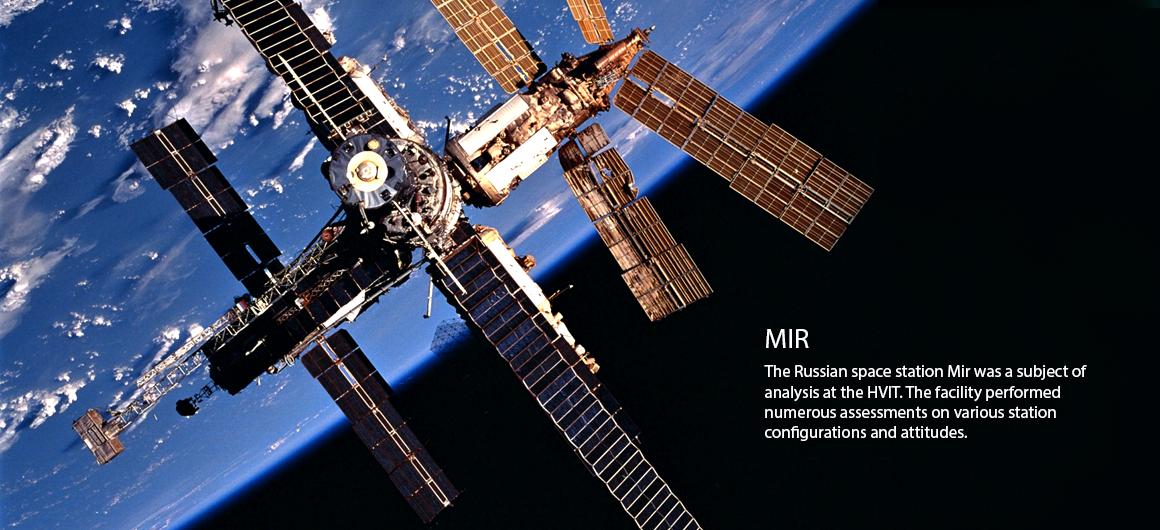 MIR
The Russian space station Mir was a subject of
analysis at the HVIT. The facility performed
numerous assessments on various station
configurations and attitudes.